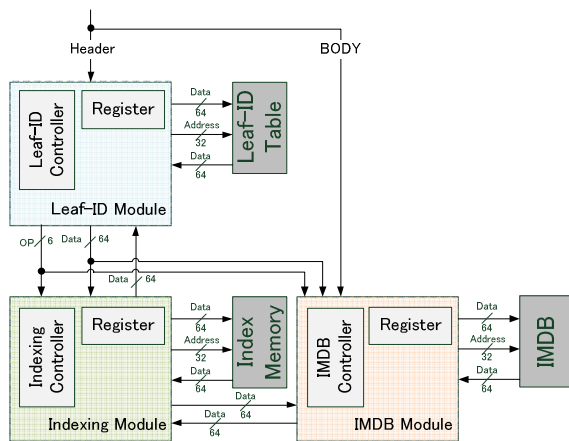 Header
BODY
Leaf-ID
Controller
Register
Leaf-ID Module
Data
64
Address
32
Data
64
Leaf-ID
Table
OP 6
Data 64
Data 64
Indexing
Controller
Register
Indexing Module
Data
64
Address
32
Data
64
Index
Memory
Data
64
Data
64
IMDB
Controller
Register
IMDB Module
Data
64
Address
32
Data
64
IMDB